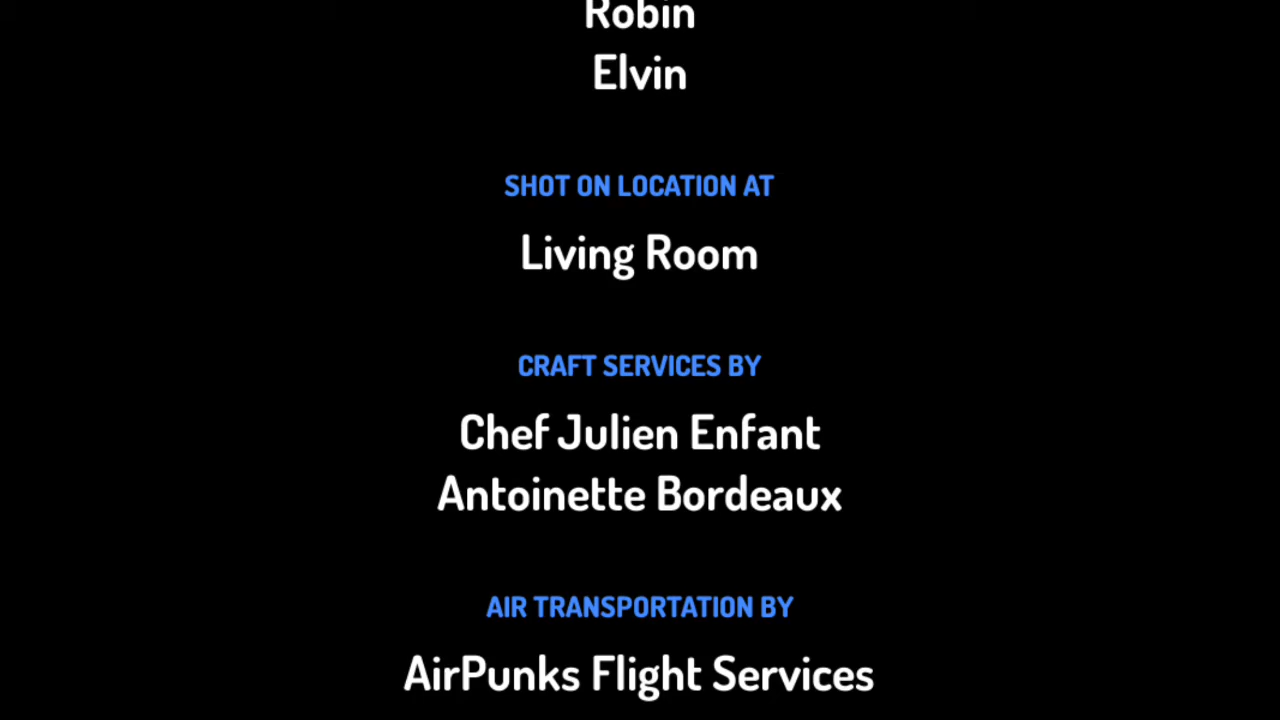 Robin
Elvin
SHOT ON LOCATION AT
Living Room
CRAFT SERVICES BY
Chef Julien Enfant
Antoinette Bordeaux
AIR TRANSPORTATION BY
AirPunks Flight Services